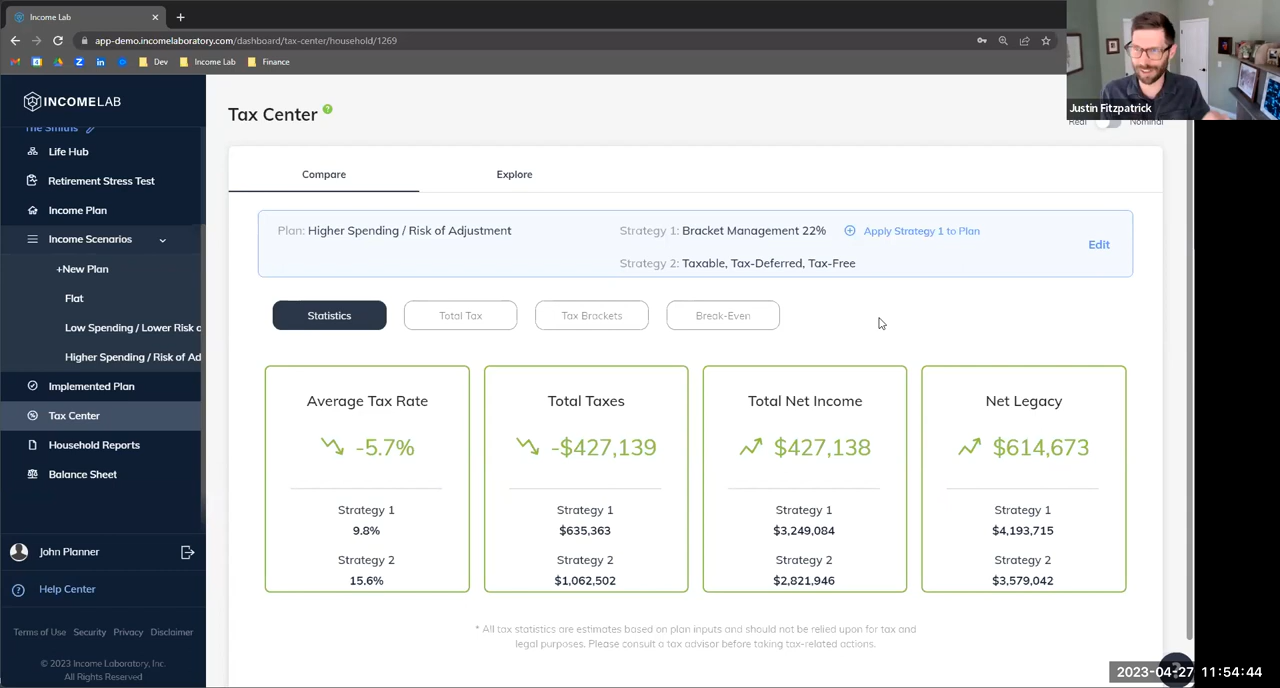 Income Lab
app-demo.incomelaboratory.com/dashboard/tax-center/household/1269
Dev
Income Lab
Finance
Justin Fitzpatrick
INCOMELAB
The Smiths
Life Hub
Retirement Stress Test
Income Plan
Income Scenarios
+New Plan
Flat
Low Spending / Lower Risk o
Higher Spending / Risk of Ad
Implemented Plan
Tax Center
Household Reports
Balance Sheet
John Planner
Help Center
Terms of Use Security Privacy Disclaimer
© 2023 Income Laboratory, Inc.
All Rights Reserved
Tax Center
Real
Nominal
Compare
Explore
Plan: Higher Spending / Risk of Adjustment
Strategy 1: Bracket Management 22%
Apply Strategy 1 to Plan
Strategy 2: Taxable, Tax-Deferred, Tax-Free
Edit
Statistics
Total Tax
Tax Brackets
Break-Even
Average Tax Rate
-5.7%
Strategy 1
9.8%
Strategy 2
15.6%
Total Taxes
-$427,139
Strategy 1
$635,363
Strategy 2
$1,062,502
Total Net Income
$427,138
Strategy 1
$3,249,084
Strategy 2
$2,821,946
Net Legacy
$614,673
Strategy 1
$4,193,715
Strategy 2
$3,579,042
* All tax statistics are estimates based on plan inputs and should not be relied upon for tax and
legal purposes. Please consult a tax advisor before taking tax-related actions.
2023-04-27 11:54:44